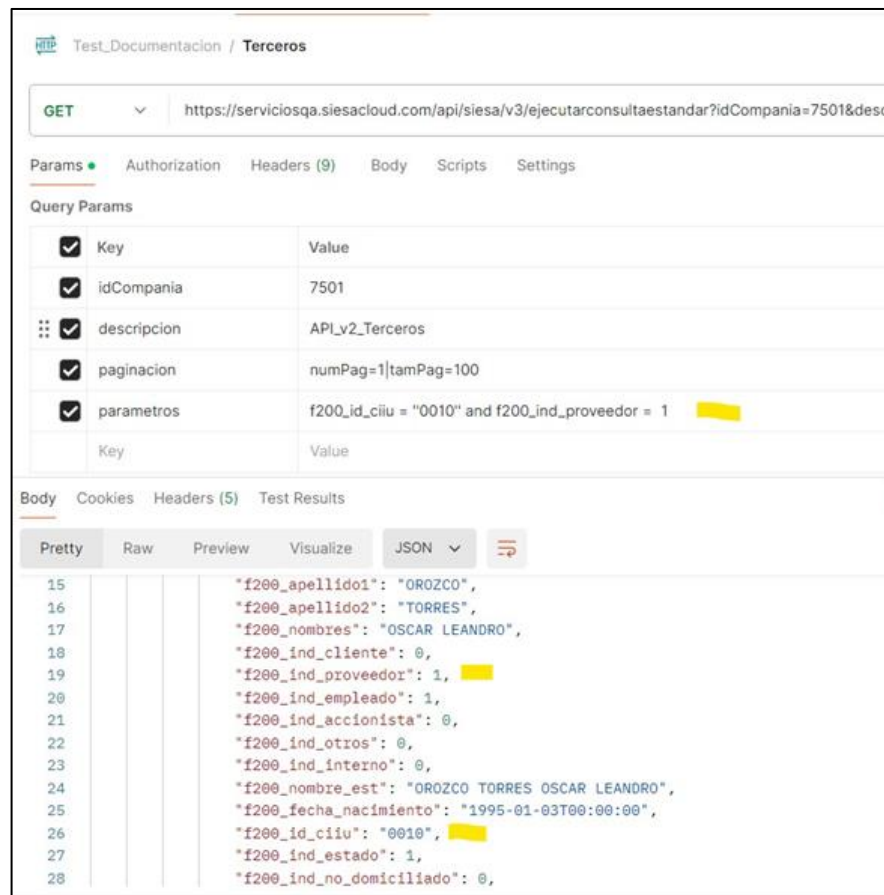 HTTP Test_Documentacion / Terceros
GET https://serviciosqa.siesacloud.com/api/siesa/v3/ejecutarconsultaestandar?idCompania=7501&desc
Params Authorization Headers (9) Body Scripts Settings
Query Params
Key Value
idCompania 7501
descripcion API_v2_Terceros
paginacion numPag=1|tamPag=100
parametros f200_id_ciiu = "0010" and f200_ind_proveedor = 1
Key Value
Body Cookies Headers (5) Test Results
Pretty Raw Preview Visualize JSON
15 "f200_apellido1": "OROZCO",
16 "f200_apellido2": "TORRES",
17 "f200_nombres": "OSCAR LEANDRO",
18 "f200_ind_cliente": 0,
19 "f200_ind_proveedor": 1,
20 "f200_ind_empleado": 1,
21 "f200_ind_accionista": 0,
22 "f200_ind_otros": 0,
23 "f200_ind_interno": 0,
24 "f200_nombre_est": "OROZCO TORRES OSCAR LEANDRO",
25 "f200_fecha_nacimiento": "1995-01-03T00:00:00",
26 "f200_id_ciiu": "0010",
27 "f200_ind_estado": 1,
28 "f200_ind_no_domiciliado": 0,